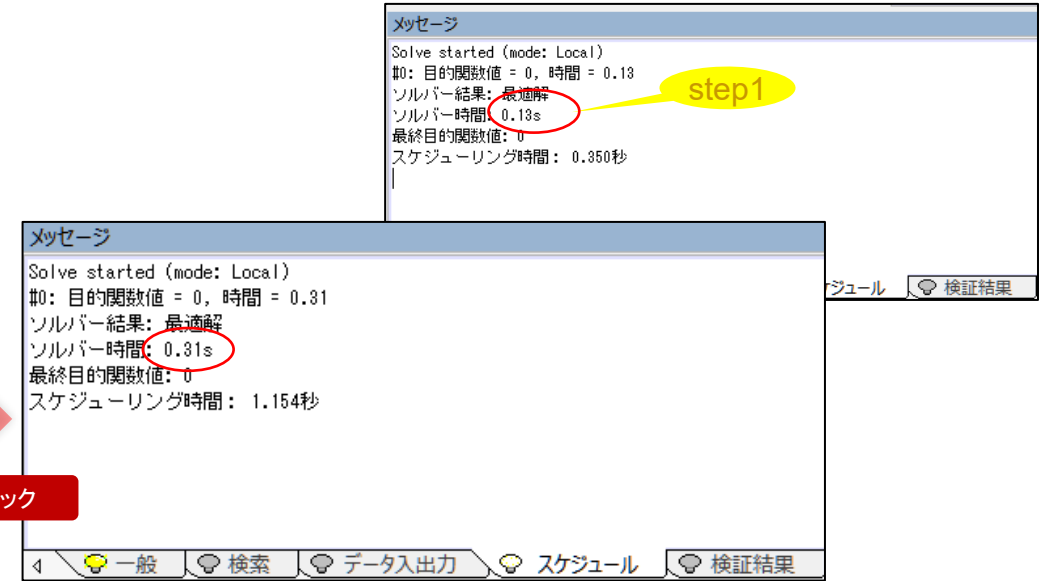 メッセージ
Solve started (mode: Local)
#0: 目的関数値 = 0, 時間 = 0.13
ソルバー結果: 最適解
ソルバー時間: 0.13s
最終目的関数値: 0
スケジューリング時間: 0.350秒
step1
ジュール 検証結果
メッセージ
Solve started (mode: Local)
#0: 目的関数値 = 0, 時間 = 0.31
ソルバー結果: 最適解
ソルバー時間: 0.31s
最終目的関数値: 0
スケジューリング時間: 1.154秒
ック
一般 検索 データ入出力 スケジュール 検証結果